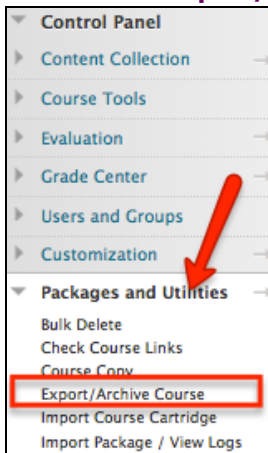 Control Panel
Content Collection
Course Tools
Evaluation
Grade Center
Users and Groups
Customization
Packages and Utilities
Bulk Delete
Check Course Links
Course Copy
Export/Archive Course
Import Course Cartridge
Import Package / View Logs